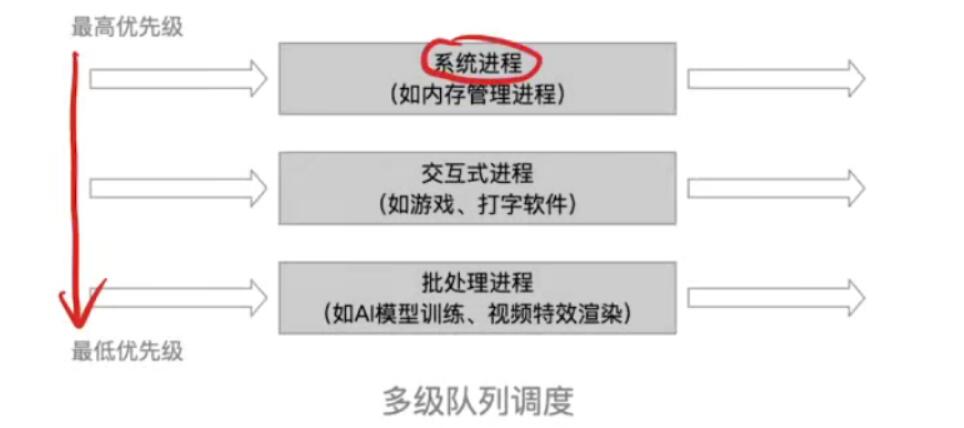 最高优先级
系统进程
（如内存管理进程）
交互式进程
（如游戏、打字软件）
批处理进程
（如AI模型训练、视频特效渲染）
最低优先级
多级队列调度